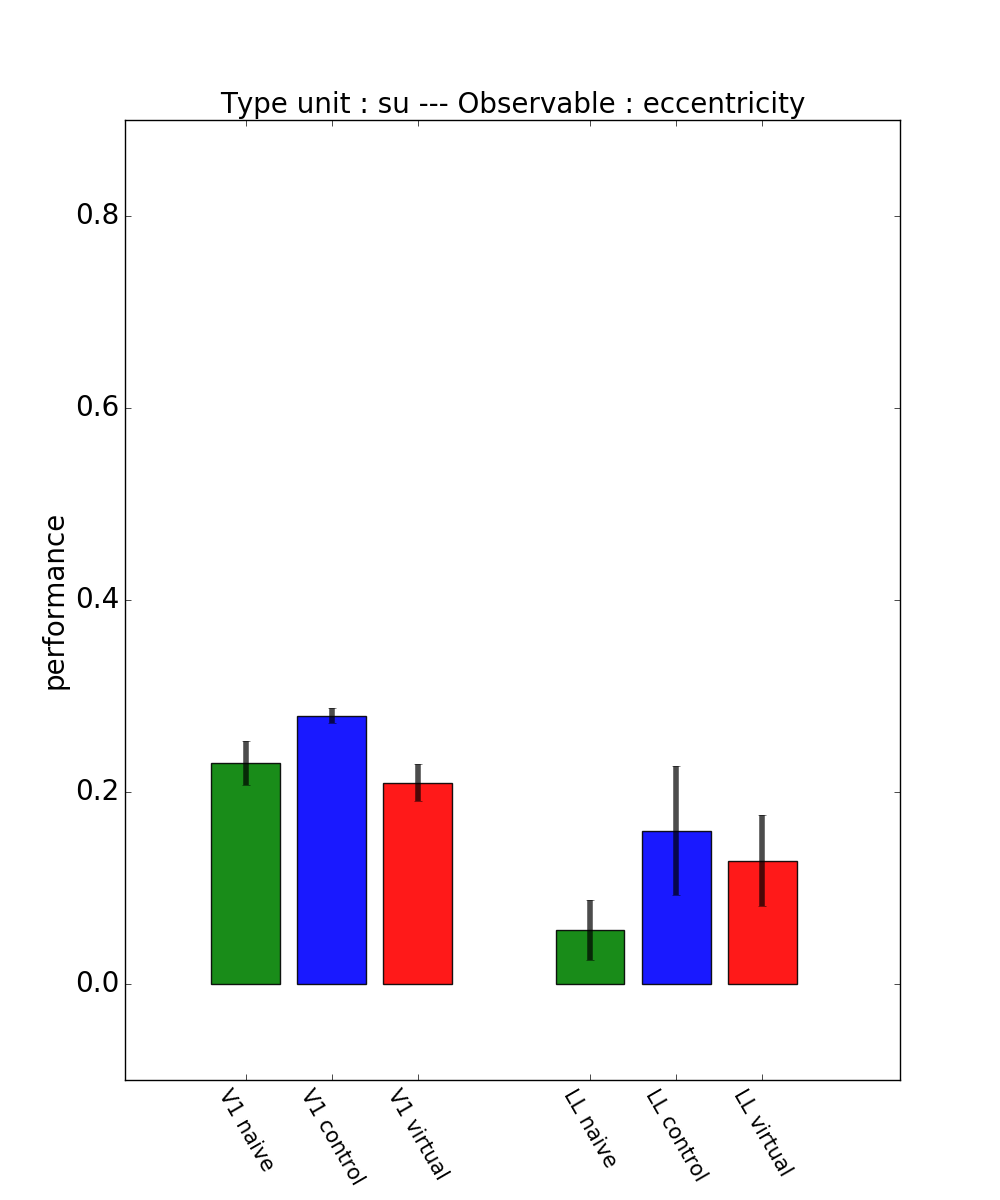 Type unit : su --- Observable : eccentricity
0.8
0.6
0.4
0.2
0.0
performance
V1 naive
V1 control
V1 virtual
LL naive
LL control
LL virtual